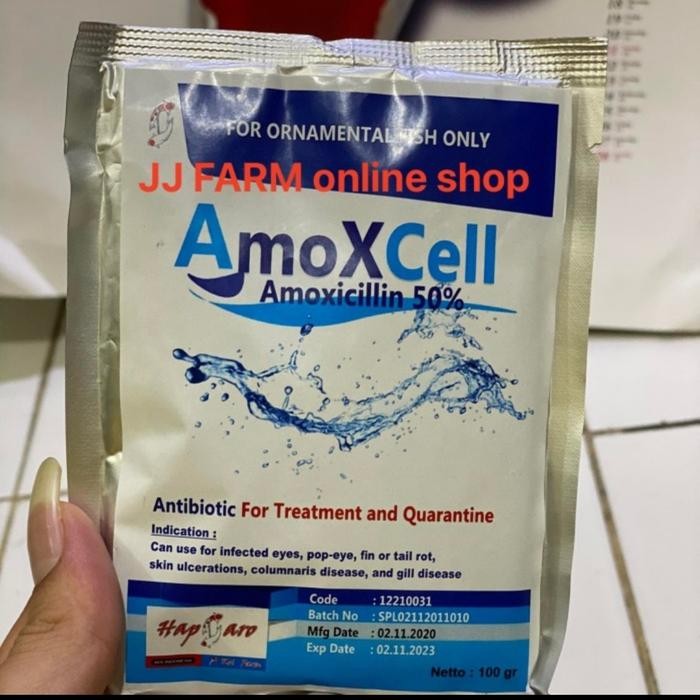 FOR ORNAMENTAL FISH ONLY
JJ FARM online shop
AmoXCell
Amoxicillin 50%
Antibiotic For Treatment and Quarantine
Indication :
Can use for infected eyes, pop-eye, fin or tail rot,
skin ulcerations, columnaris disease, and gill disease
Code : 12210031
Batch No : SPL02112011010
Mfg Date : 02.11.2020
Exp Date : 02.11.2023
Netto : 100 gr